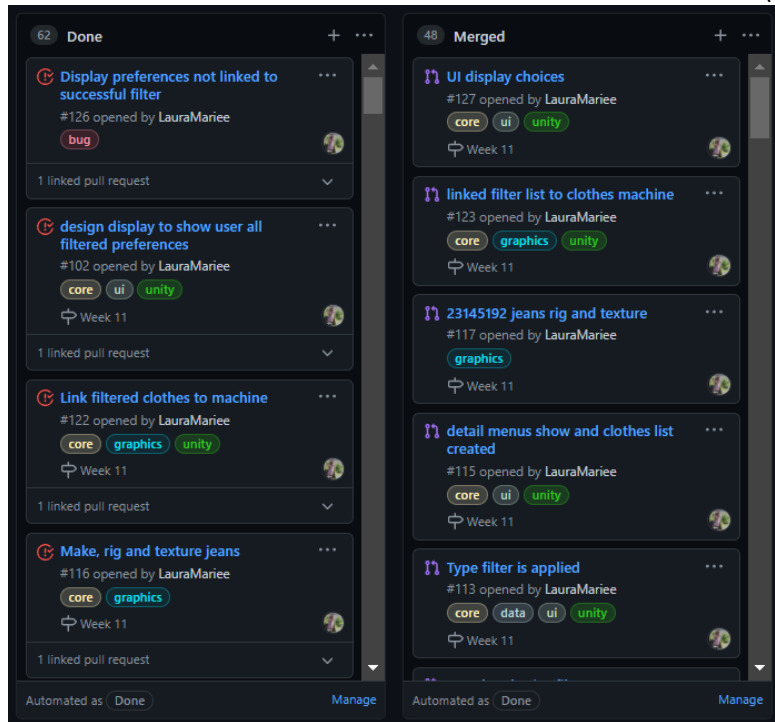 62 Done
Display preferences not linked to
successful filter
#126 opened by LauraMariee
bug
1 linked pull request
design display to show user all
filtered preferences
#102 opened by LauraMariee
core ui unity
Week 11
1 linked pull request
Link filtered clothes to machine
#122 opened by LauraMariee
core graphics unity
Week 11
1 linked pull request
Make, rig and texture jeans
#116 opened by LauraMariee
core graphics
Week 11
1 linked pull request
Automated as Done Manage
48 Merged
UI display choices
#127 opened by LauraMariee
core ui unity
Week 11
linked filter list to clothes machine
#123 opened by LauraMariee
core graphics unity
Week 11
23145192 jeans rig and texture
#117 opened by LauraMariee
graphics
Week 11
detail menus show and clothes list
created
#115 opened by LauraMariee
core ui unity
Week 11
Type filter is applied
#113 opened by LauraMariee
core data ui unity
Week 11
Automated as Done Manage